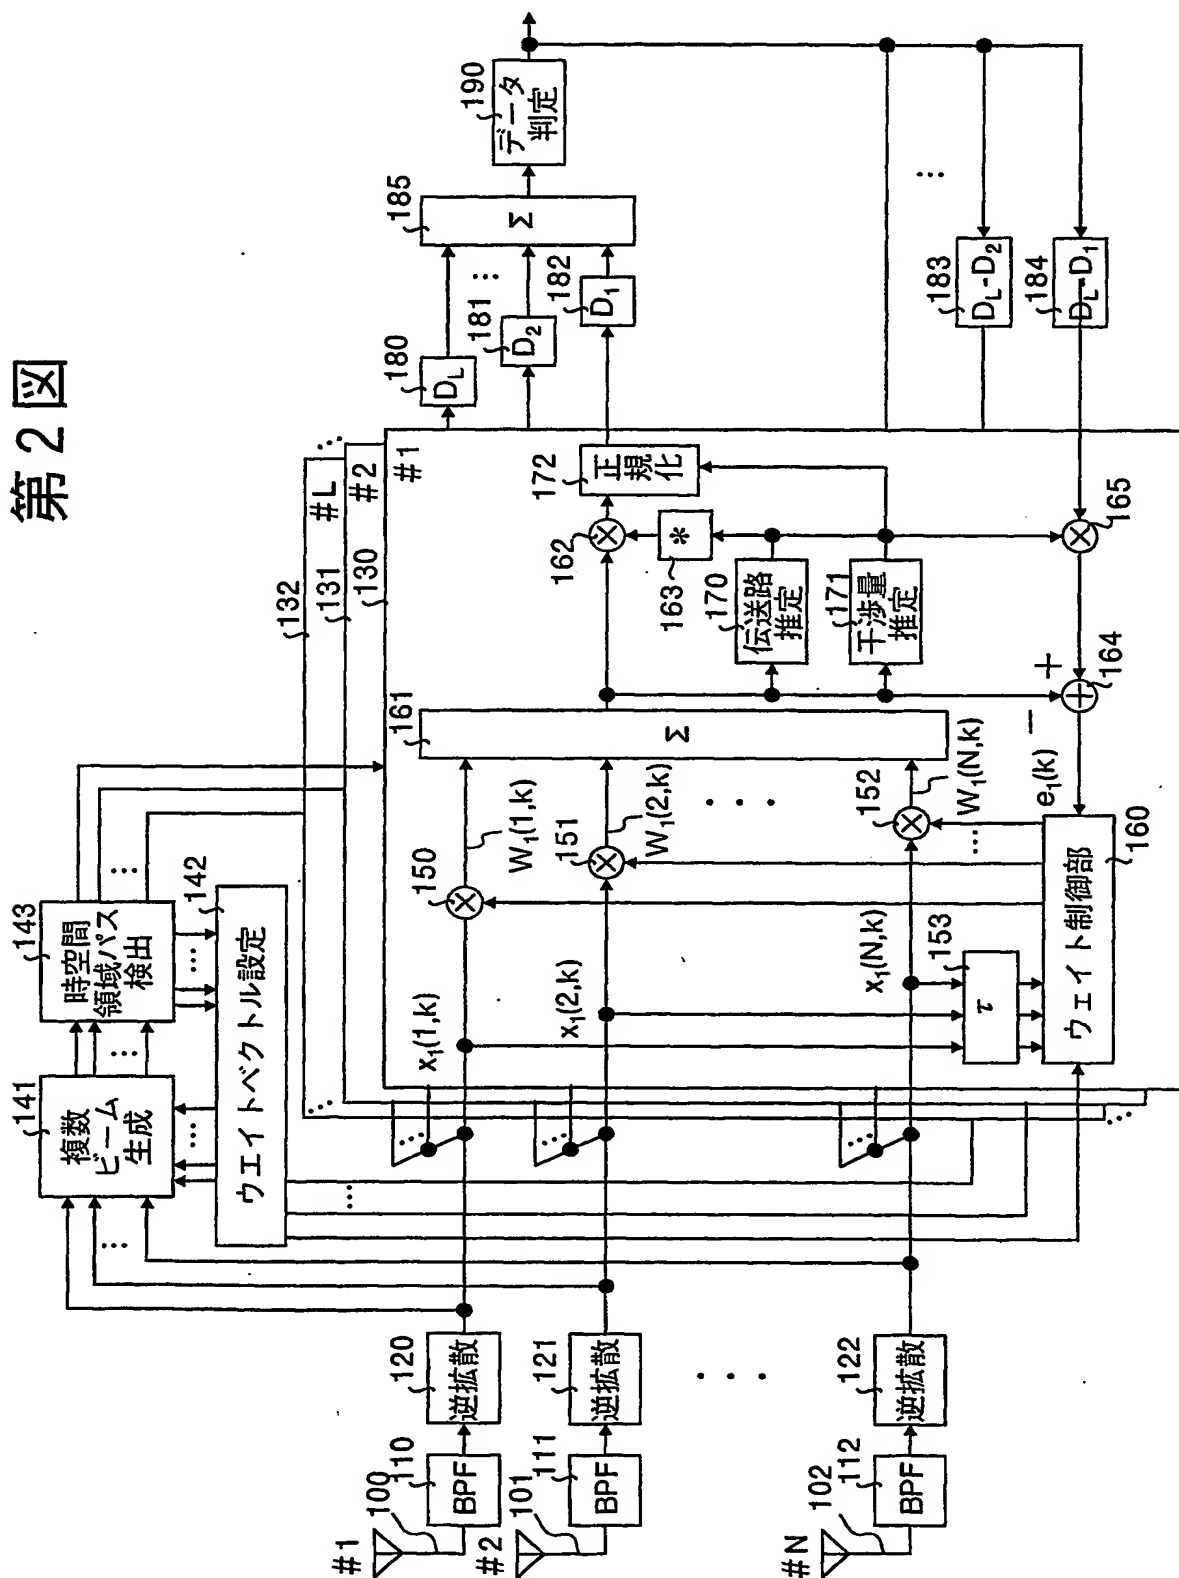 第2図
#1
100
110
BPF
120
逆拡散
#2
101
111
BPF
121
逆拡散
#N
102
112
BPF
122
逆拡散
141
複数
ビーム
生成
143
時空間
領域パス
検出
142
ウエイトベクトル設定
132
131
130
#L
#2
#1
x₁(1,k)
x₁(2,k)
x₁(N,k)
150
W₁(1,k)
151
W₁(2,k)
152
W₁(N,k)
153
τ
160
ウェイト制御部
e₁(k)
161
Σ
162
163
*
170
伝送路
推定
171
干渉量
推定
172
正規化
164
+
−
165
180
D_L
181
D₂
182
D₁
185
Σ
190
データ
判定
183
D_L-D₂
184
D_L-D₁